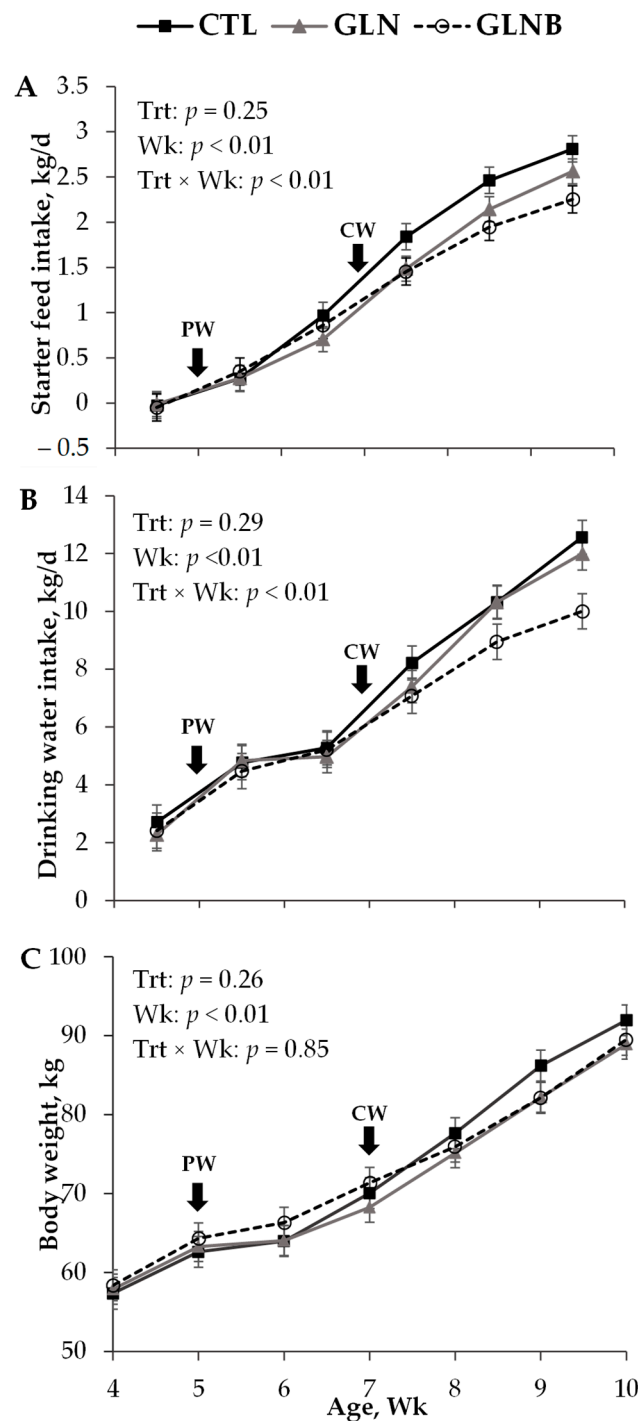 CTL GLN GLNB
A
Starter feed intake, kg/d
3.5
3
2.5
2
1.5
1
0.5
0
– 0.5
Trt: p = 0.25
Wk: p < 0.01
Trt × Wk: p < 0.01
PW
CW
B
Drinking water intake, kg/d
14
12
10
8
6
4
2
0
Trt: p = 0.29
Wk: p <0.01
Trt × Wk: p < 0.01
PW
CW
C
Body weight, kg
100
90
80
70
60
50
Trt: p = 0.26
Wk: p < 0.01
Trt × Wk: p = 0.85
PW
CW
4 5 6 7 8 9 10
Age, Wk